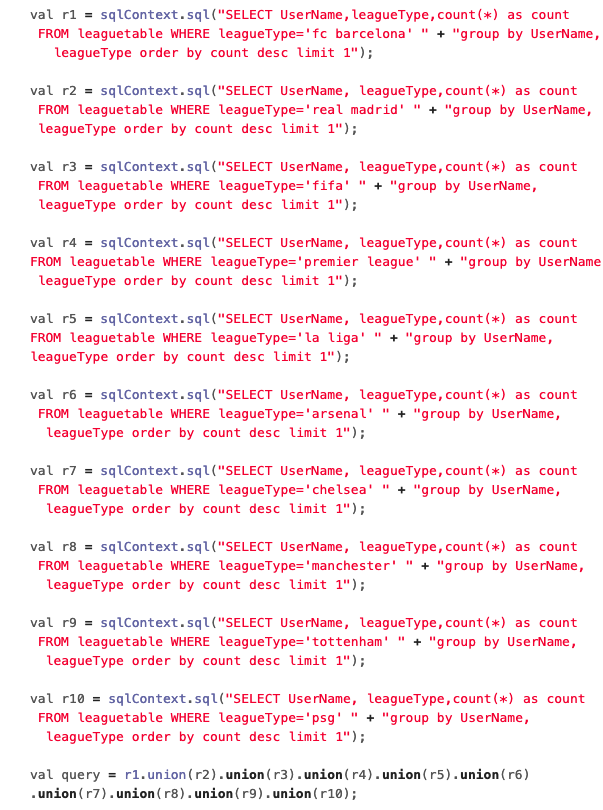 val r1 = sqlContext.sql("SELECT UserName,leagueType,count(*) as count
FROM leaguetable WHERE leagueType='fc barcelona' " + "group by UserName,
leagueType order by count desc limit 1");
val r2 = sqlContext.sql("SELECT UserName, leagueType,count(*) as count
FROM leaguetable WHERE leagueType='real madrid' " + "group by UserName,
leagueType order by count desc limit 1");
val r3 = sqlContext.sql("SELECT UserName, leagueType,count(*) as count
FROM leaguetable WHERE leagueType='fifa' " + "group by UserName,
leagueType order by count desc limit 1");
val r4 = sqlContext.sql("SELECT UserName, leagueType,count(*) as count
FROM leaguetable WHERE leagueType='premier league' " + "group by UserName
leagueType order by count desc limit 1");
val r5 = sqlContext.sql("SELECT UserName, leagueType,count(*) as count
FROM leaguetable WHERE leagueType='la liga' " + "group by UserName,
leagueType order by count desc limit 1");
val r6 = sqlContext.sql("SELECT UserName, leagueType,count(*) as count
FROM leaguetable WHERE leagueType='arsenal' " + "group by UserName,
leagueType order by count desc limit 1");
val r7 = sqlContext.sql("SELECT UserName, leagueType,count(*) as count
FROM leaguetable WHERE leagueType='chelsea' " + "group by UserName,
leagueType order by count desc limit 1");
val r8 = sqlContext.sql("SELECT UserName, leagueType,count(*) as count
FROM leaguetable WHERE leagueType='manchester' " + "group by UserName,
leagueType order by count desc limit 1");
val r9 = sqlContext.sql("SELECT UserName, leagueType,count(*) as count
FROM leaguetable WHERE leagueType='tottenham' " + "group by UserName,
leagueType order by count desc limit 1");
val r10 = sqlContext.sql("SELECT UserName, leagueType,count(*) as count
FROM leaguetable WHERE leagueType='psg' " + "group by UserName,
leagueType order by count desc limit 1");
val query = r1.union(r2).union(r3).union(r4).union(r5).union(r6)
.union(r7).union(r8).union(r9).union(r10);